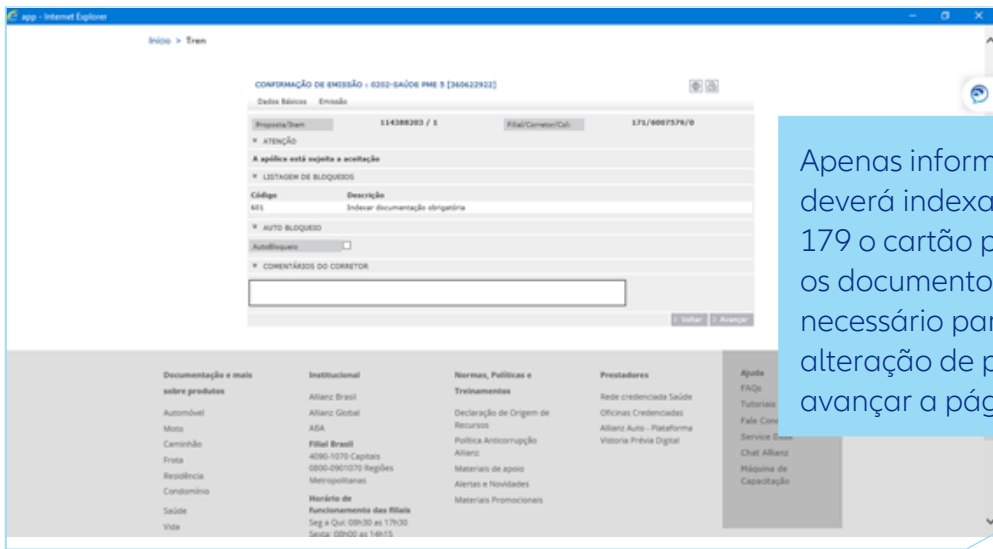 app - Internet Explorer
Início > Tren
CONFIRMAÇÃO DE EMISSÃO : 0202-SAÚDE PME 5 [360622922]
Dados Básicos Emissão
Proposta/Item 114388203 / 1 Filial/Corretor/Col: 171/6007579/0
ATENÇÃO
A apólice está sujeita a aceitação
LISTAGEM DE BLOQUEIOS
Código Descrição
601 Indexar documentação obrigatória
AUTO BLOQUEIO
AutoBloqueio
COMENTÁRIOS DO CORRETOR
Voltar Avançar
Apenas inform
deverá indexa
179 o cartão p
os documento
necessário par
alteração de p
avançar a pág
Documentação e mais
sobre produtos
Automóvel
Moto
Caminhão
Frota
Residência
Condomínio
Saúde
Vida
Institucional
Allianz Brasil
Allianz Global
ABA
Filial Brasil
4090-1070 Capitais
0800-0901070 Regiões
Metropolitanas
Horário de
funcionamento das filiais
Seg a Qui: 08h30 as 17h30
Sexta: 08h00 as 14h15
Normas, Políticas e
Treinamentos
Declaração de Origem de
Recursos
Política Anticorrupção
Allianz
Materiais de apoio
Alertas e Novidades
Materiais Promocionais
Prestadores
Rede credenciada Saúde
Oficinas Credenciadas
Allianz Auto - Plataforma
Vistoria Prévia Digital
Ajuda
FAQs
Tutoriais
Fale Con
Service Desk
Chat Allianz
Máquina de
Capacitação